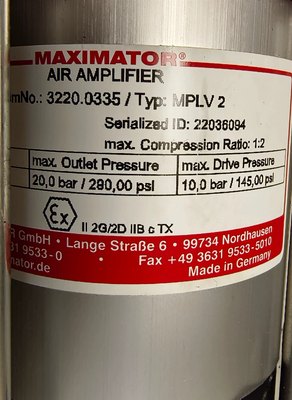 MAXIMATOR®
AIR AMPLIFIER
mNo.: 3220.0335 / Typ: MPLV 2
Serialized ID: 22036094
max. Compression Ratio: 1:2
max. Outlet Pressure max. Drive Pressure
20,0 bar / 290,00 psi 10,0 bar / 145,00 psi
Ex II 2G/2D IIB c TX
R GmbH · Lange Straße 6 · 99734 Nordhausen
3631 9533-0 · Fax +49 3631 9533-5010
mator.de Made in Germany